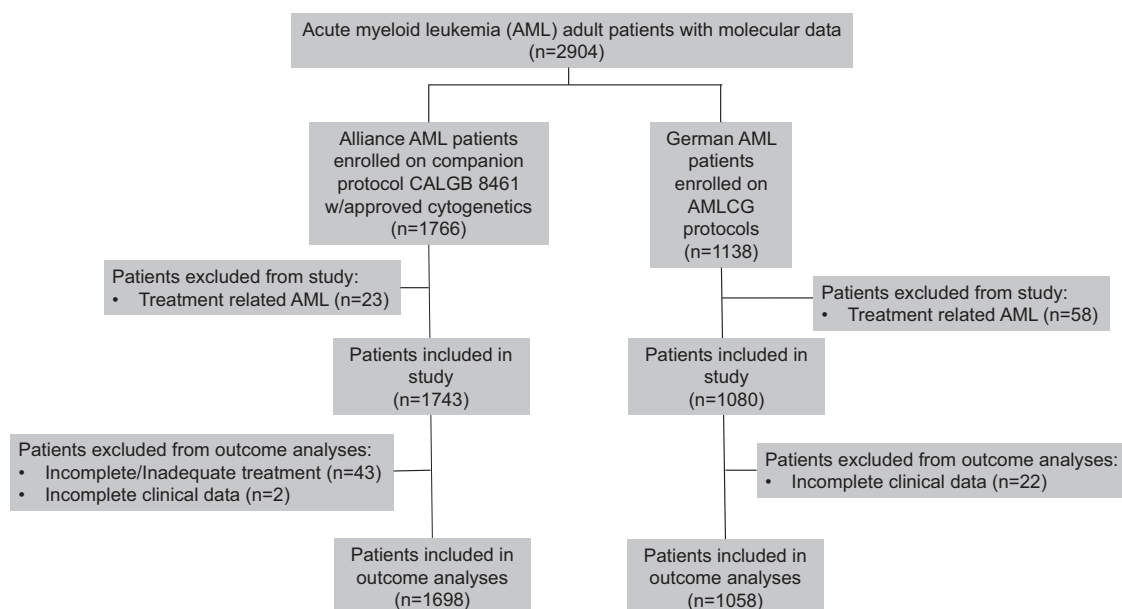 Acute myeloid leukemia (AML) adult patients with molecular data
(n=2904)
Alliance AML patients
enrolled on companion
protocol CALGB 8461
w/approved cytogenetics
(n=1766)
German AML
patients
enrolled on
AMLCG
protocols
(n=1138)
Patients excluded from study:
• Treatment related AML (n=23)
Patients excluded from study:
• Treatment related AML (n=58)
Patients included in
study
(n=1743)
Patients included in
study
(n=1080)
Patients excluded from outcome analyses:
• Incomplete/Inadequate treatment (n=43)
• Incomplete clinical data (n=2)
Patients excluded from outcome analyses:
• Incomplete clinical data (n=22)
Patients included in
outcome analyses
(n=1698)
Patients included in
outcome analyses
(n=1058)